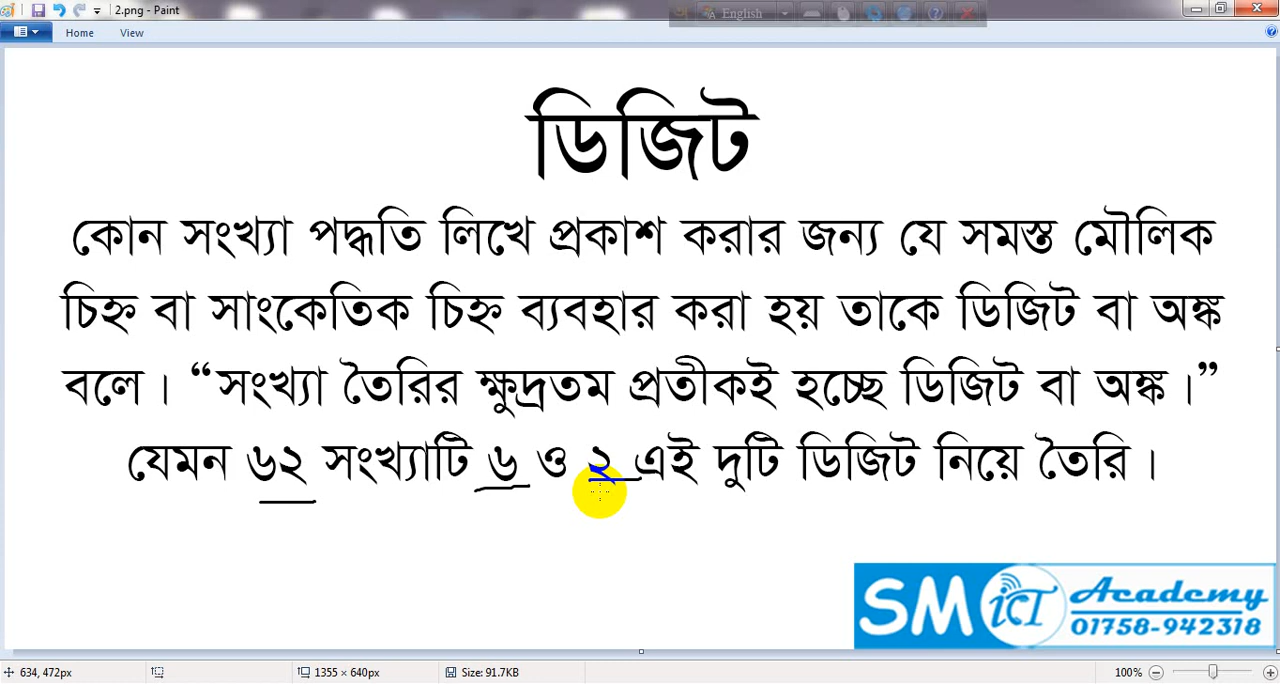 2.png - Paint
English
Home View
ডিজিট
কোন সংখ্যা পদ্ধতি লিখে প্রকাশ করার জন্য যে সমস্ত মৌলিক
চিহ্ন বা সাংকেতিক চিহ্ন ব্যবহার করা হয় তাকে ডিজিট বা অঙ্ক
বলে। “সংখ্যা তৈরির ক্ষুদ্রতম প্রতীকই হচ্ছে ডিজিট বা অঙ্ক।”
যেমন ৬২ সংখ্যাটি ৬ ও ২ এই দুটি ডিজিট নিয়ে তৈরি।
SM ICT Academy
01758-942318
634, 472px 1355 × 640px Size: 91.7KB 100%